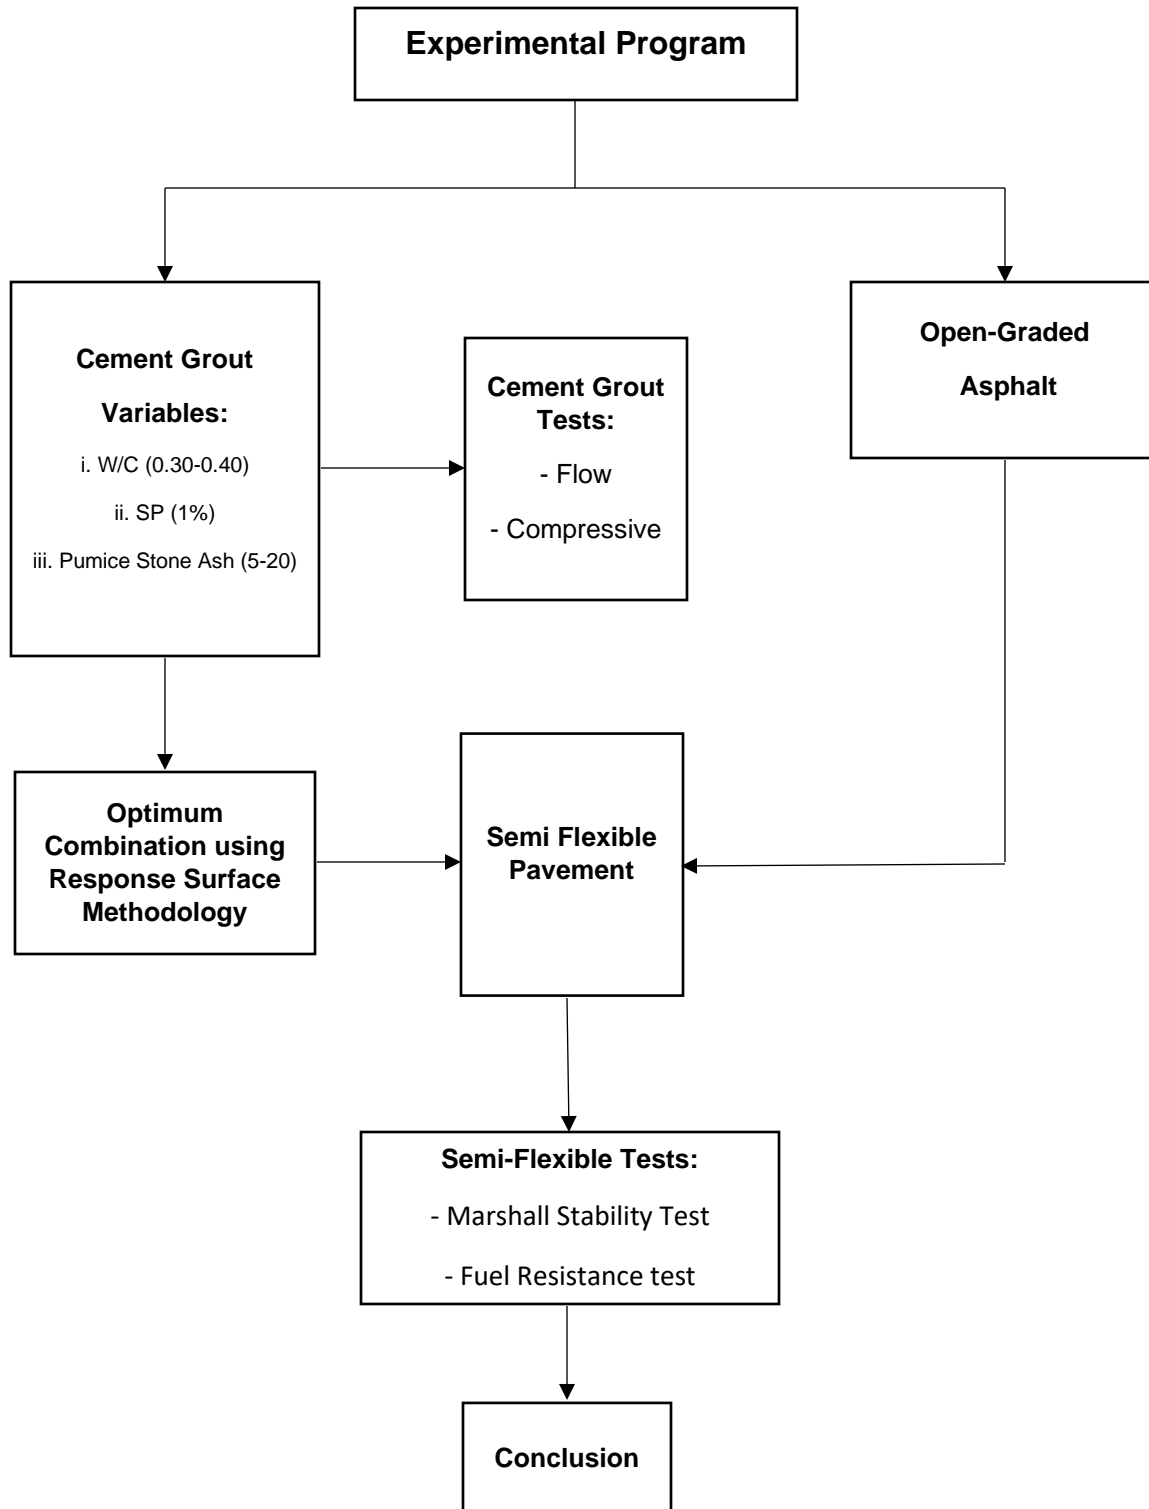 Experimental Program
Cement Grout
Variables:
i. W/C (0.30-0.40)
ii. SP (1%)
iii. Pumice Stone Ash (5-20)
Cement Grout
Tests:
- Flow
- Compressive
Open-Graded
Asphalt
Optimum
Combination using
Response Surface
Methodology
Semi Flexible
Pavement
Semi-Flexible Tests:
- Marshall Stability Test
- Fuel Resistance test
Conclusion